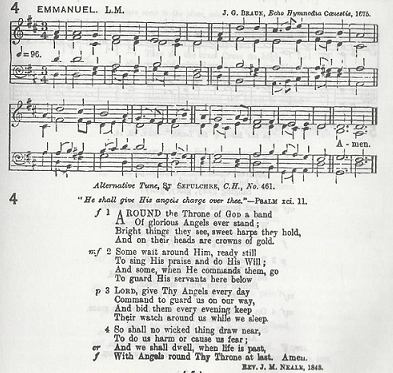 4 EMMANUEL. L.M. J. G. BRAUN, Echo Hymnodia Cœlestis, 1675.
= 96.
A - men.
Alternative Tune, ST SEPULCHRE, C.H., No. 461.
4 "He shall give His angels charge over thee."—PSALM xci. 11.
f 1 AROUND the Throne of GOD a band
Of glorious Angels ever stand;
Bright things they see, sweet harps they hold,
And on their heads are crowns of gold.
mf 2 Some wait around Him, ready still
To sing His praise and do His Will;
And some, when He commands them, go
To guard His servants here below
p 3 LORD, give Thy Angels every day
Command to guard us on our way,
And bid them every evening keep
Their watch around us while we sleep.
4 So shall no wicked thing draw near,
To do us harm or cause us fear;
cr And we shall dwell, when life is past,
f With Angels round Thy Throne at last. Amen.
REV. J. M. NEALE, 1843.